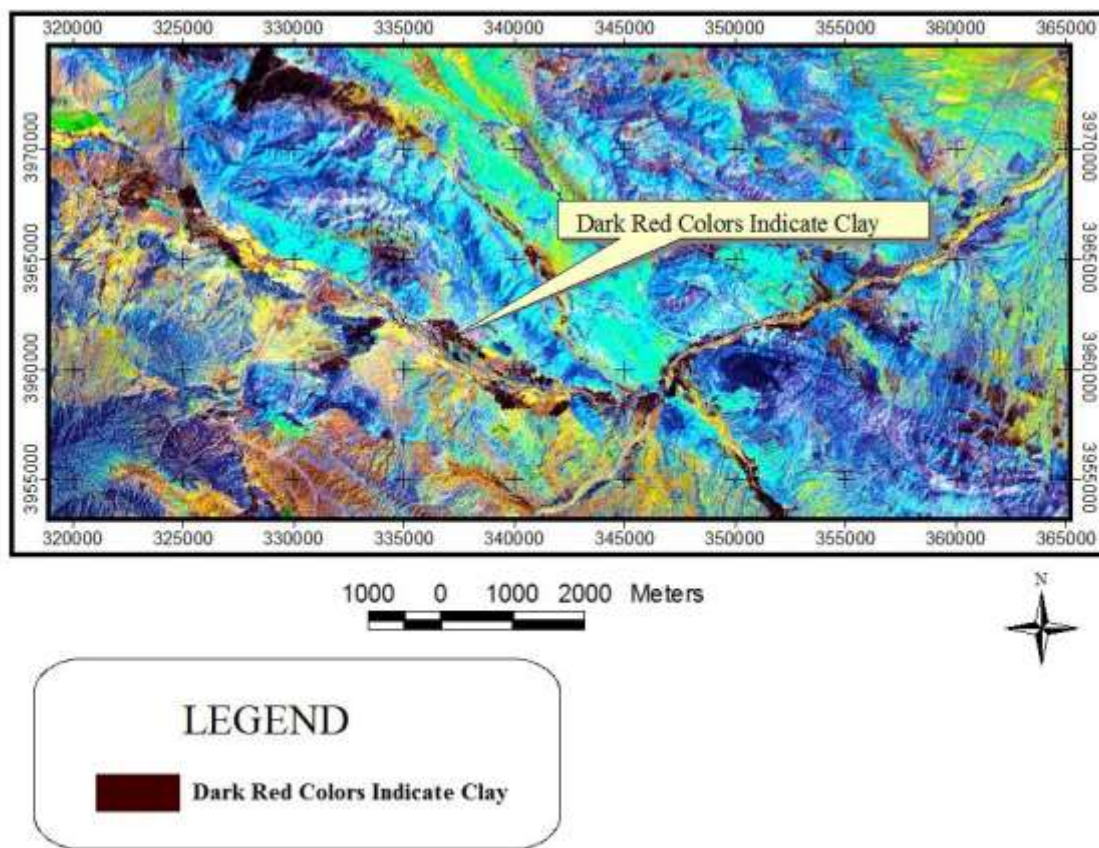 320000 325000 330000 335000 340000 345000 350000 355000 360000 365000
3970000 3970000
Dark Red Colors Indicate Clay
3965000 3965000
3960000 3960000
3955000 3955000
320000 325000 330000 335000 340000 345000 350000 355000 360000 365000
1000 0 1000 2000 Meters
N
LEGEND
Dark Red Colors Indicate Clay